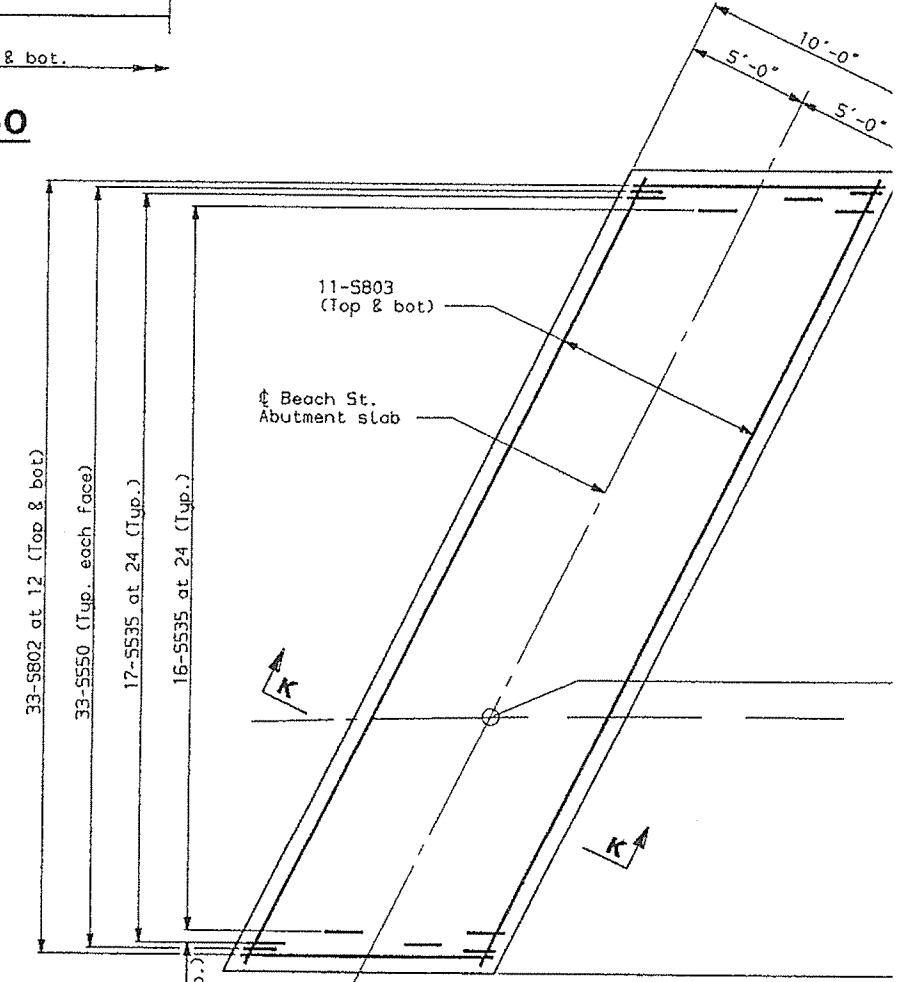 & bot.
10'-0"
5'-0"
5'-0"
11-S803
(Top & bot)
℄ Beach St.
Abutment slab
33-S802 at 12 (Top & bot)
33-S550 (Typ. each face)
17-S535 at 24 (Typ.)
16-S535 at 24 (Typ.)
K
K